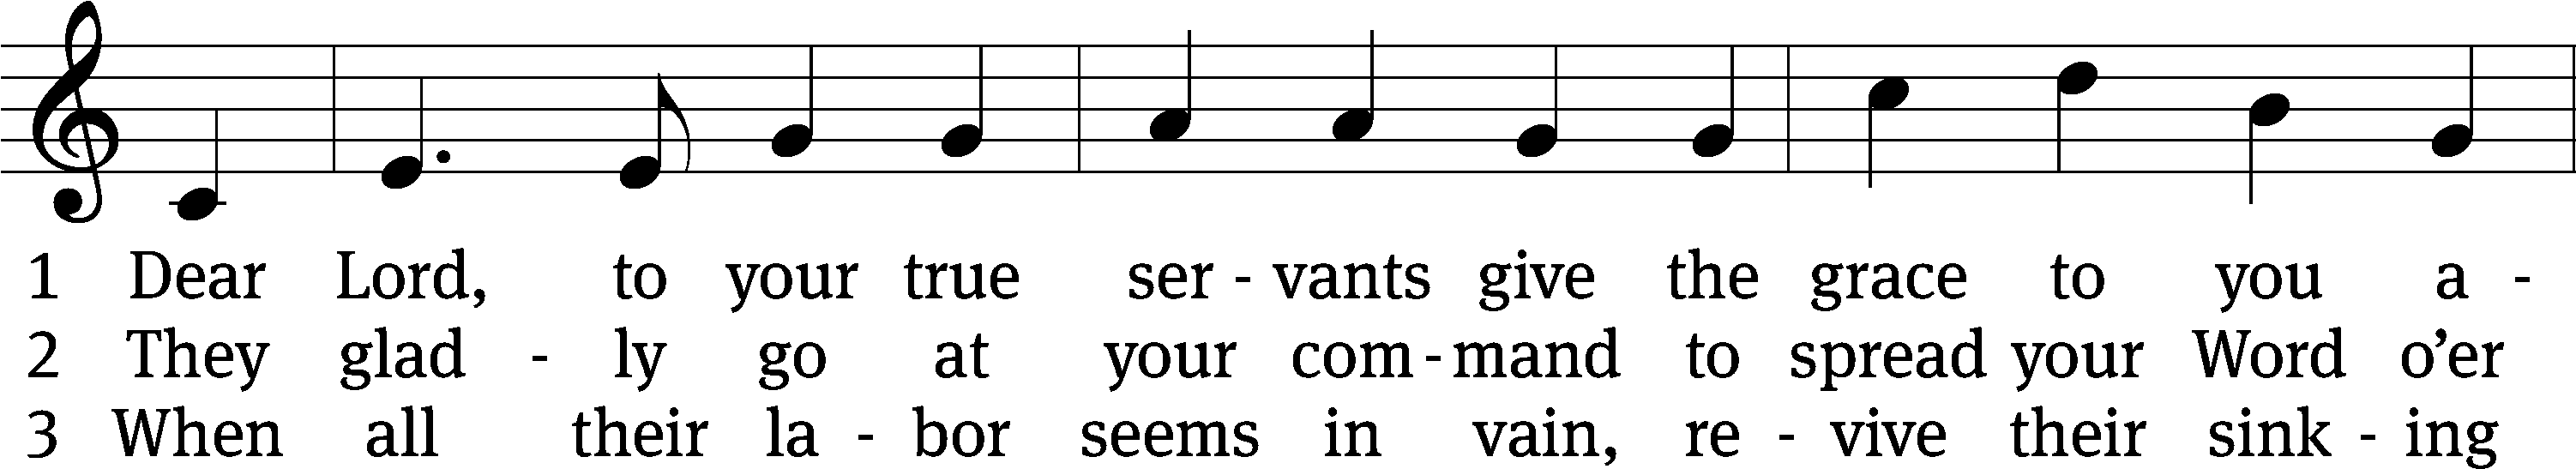 1 Dear Lord, to your true ser - vants give the grace to you a -
2 They glad - ly go at your com - mand to spread your Word o’er
3 When all their la - bor seems in vain, re - vive their sink - ing